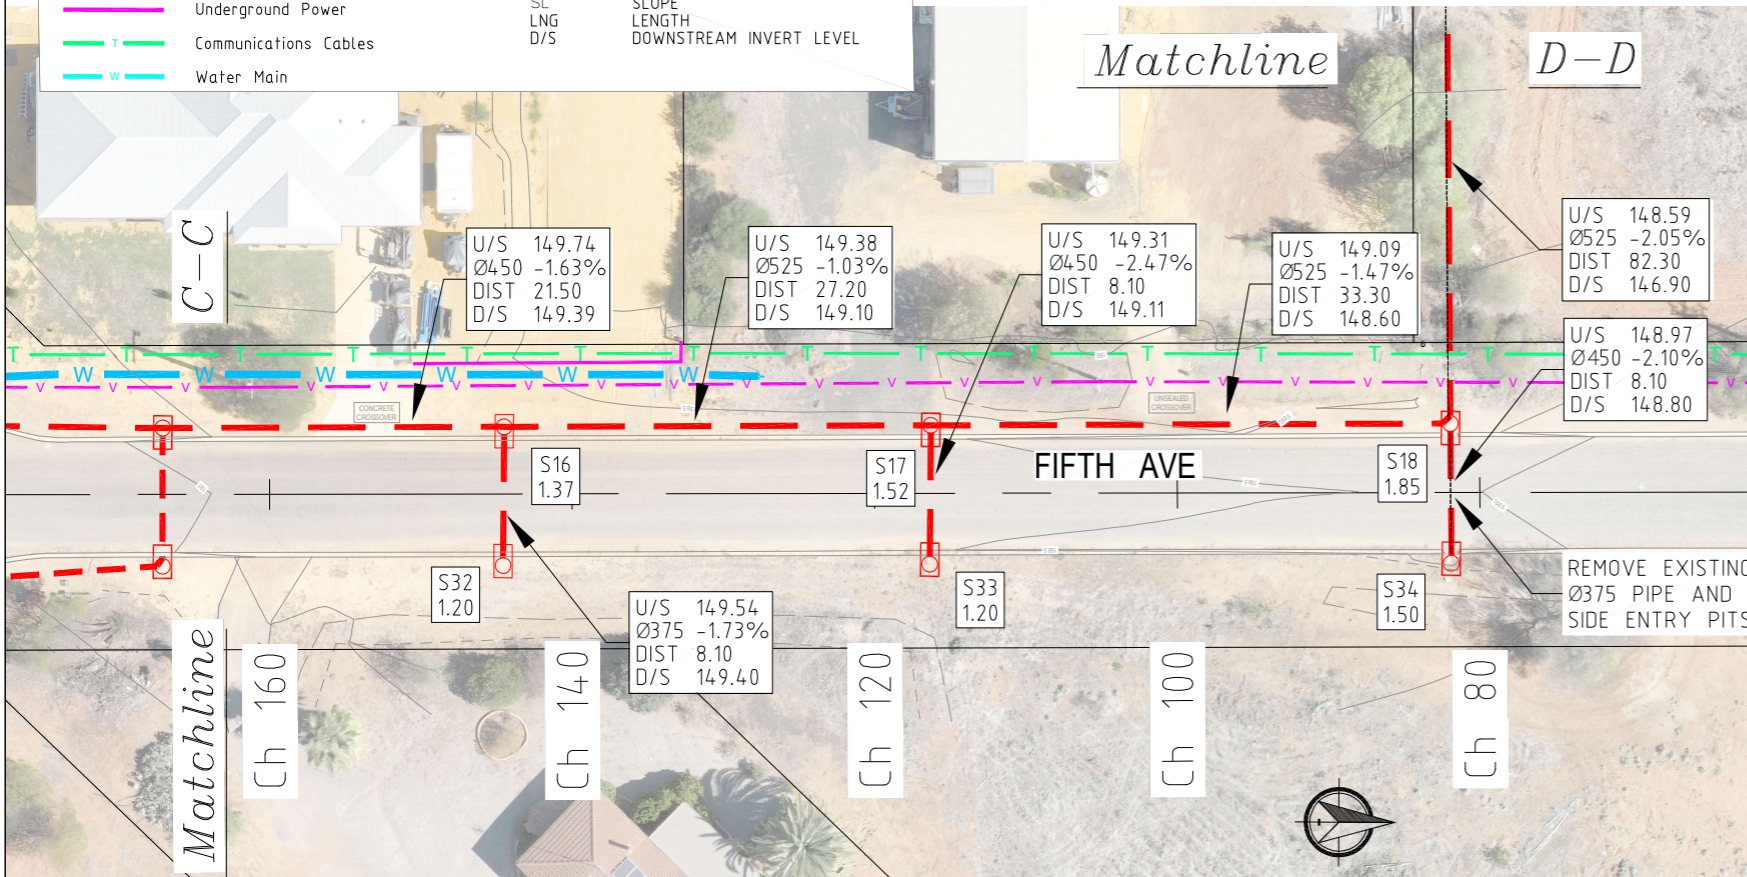 Underground Power
SL SLOPE
LNG LENGTH
T Communications Cables
D/S DOWNSTREAM INVERT LEVEL
W Water Main
Matchline D-D
C-C
U/S 149.74
Ø450 -1.63%
DIST 21.50
D/S 149.39
U/S 149.38
Ø525 -1.03%
DIST 27.20
D/S 149.10
U/S 149.31
Ø450 -2.47%
DIST 8.10
D/S 149.11
U/S 149.09
Ø525 -1.47%
DIST 33.30
D/S 148.60
U/S 148.59
Ø525 -2.05%
DIST 82.30
D/S 146.90
U/S 148.97
Ø450 -2.10%
DIST 8.10
D/S 148.80
T T T T T T T T T T T T T T T
W W W W W W
V V V V V V V V V V V V V V V V V V
CONCRETE
CROSSOVER
UNSEALED
CROSSOVER
S16
1.37
S17
1.52
FIFTH AVE
S18
1.85
S32
1.20
S33
1.20
S34
1.50
U/S 149.54
Ø375 -1.73%
DIST 8.10
D/S 149.40
REMOVE EXISTING
Ø375 PIPE AND
SIDE ENTRY PITS
Matchline
Ch 160
Ch 140
Ch 120
Ch 100
Ch 80